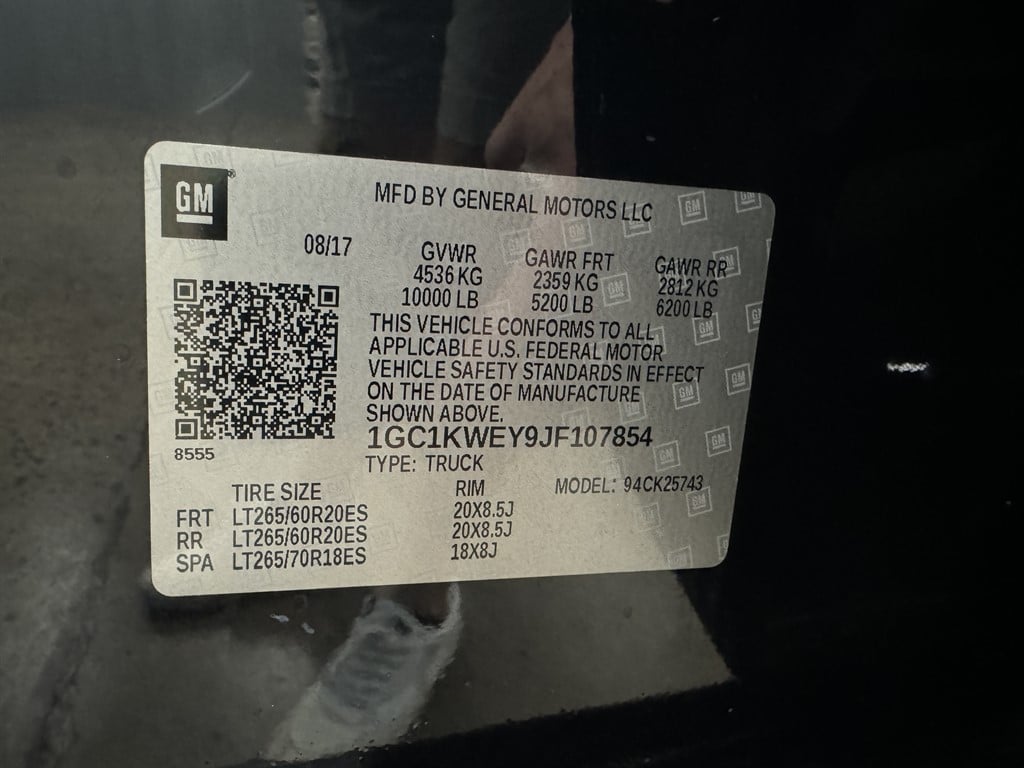 GM
MFD BY GENERAL MOTORS LLC
08/17
GVWR
4536 KG
10000 LB
GAWR FRT
2359 KG
5200 LB
GAWR RR
2812 KG
6200 LB
THIS VEHICLE CONFORMS TO ALL
APPLICABLE U.S. FEDERAL MOTOR
VEHICLE SAFETY STANDARDS IN EFFECT
ON THE DATE OF MANUFACTURE
SHOWN ABOVE.
8555
1GC1KWEY9JF107854
TYPE: TRUCK
MODEL: 94CK25743
TIRE SIZE RIM
FRT LT265/60R20ES 20X8.5J
RR LT265/60R20ES 20X8.5J
SPA LT265/70R18ES 18X8J